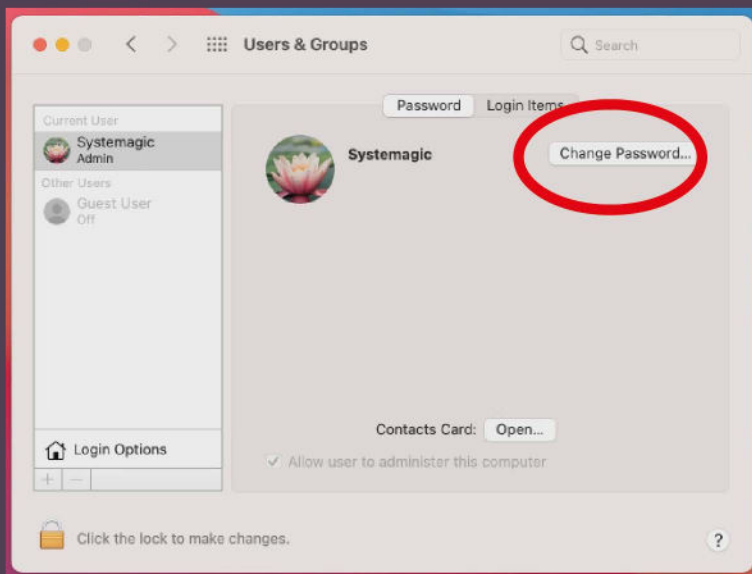 Users & Groups
Search
Password Login Items
Current User
Systemagic
Admin
Other Users
Guest User
Off
Systemagic
Change Password...
Contacts Card: Open...
Allow user to administer this computer
Login Options
+ −
Click the lock to make changes.
?